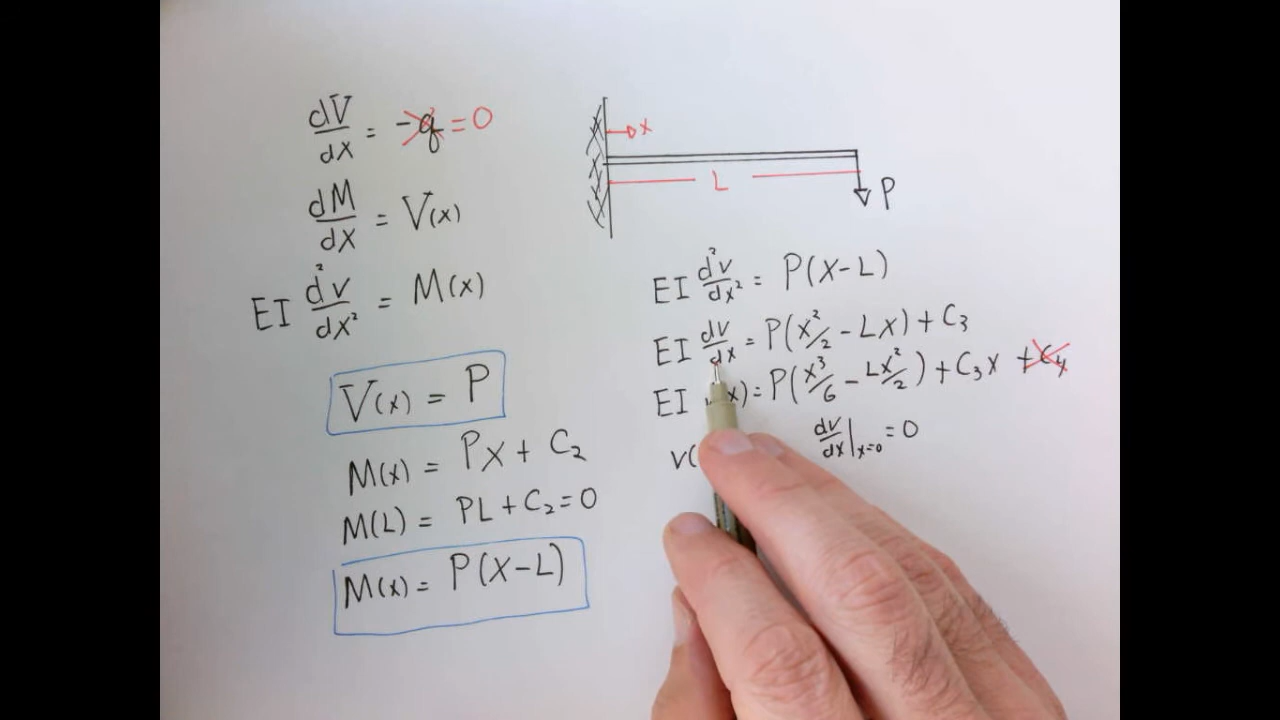 dV/dx = -q = 0
dM/dx = V(x)
EI d²v/dx² = M(x)
V(x) = P
M(x) = Px + C₂
M(L) = PL + C₂ = 0
M(x) = P(x-L)
x
L
P
EI d²v/dx² = P(x-L)
EI dv/dx = P(x²/2 - Lx) + C₃
EI x) = P(x³/6 - Lx²/2) + C₃x + C₄
v( dv/dx|x=0 = 0